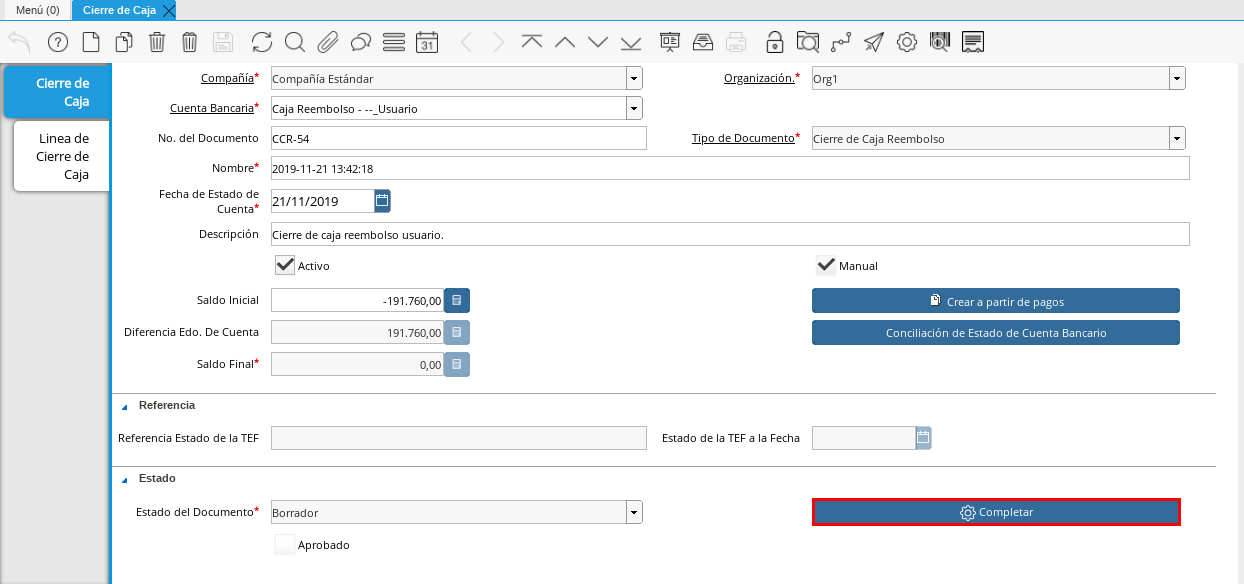 Menú (0)
Cierre de Caja
31
Cierre de
Caja
Linea de
Cierre de
Caja
Compañía* Compañía Estándar Organización.* Org1
Cuenta Bancaria* Caja Reembolso - --_Usuario
No. del Documento CCR-54 Tipo de Documento* Cierre de Caja Reembolso
Nombre* 2019-11-21 13:42:18
Fecha de Estado de
Cuenta* 21/11/2019
Descripción Cierre de caja reembolso usuario.
Activo Manual
Saldo Inicial -191.760,00 Crear a partir de pagos
Diferencia Edo. De Cuenta 191.760,00 Conciliación de Estado de Cuenta Bancario
Saldo Final* 0,00
Referencia
Referencia Estado de la TEF Estado de la TEF a la Fecha
Estado
Estado del Documento* Borrador Completar
Aprobado